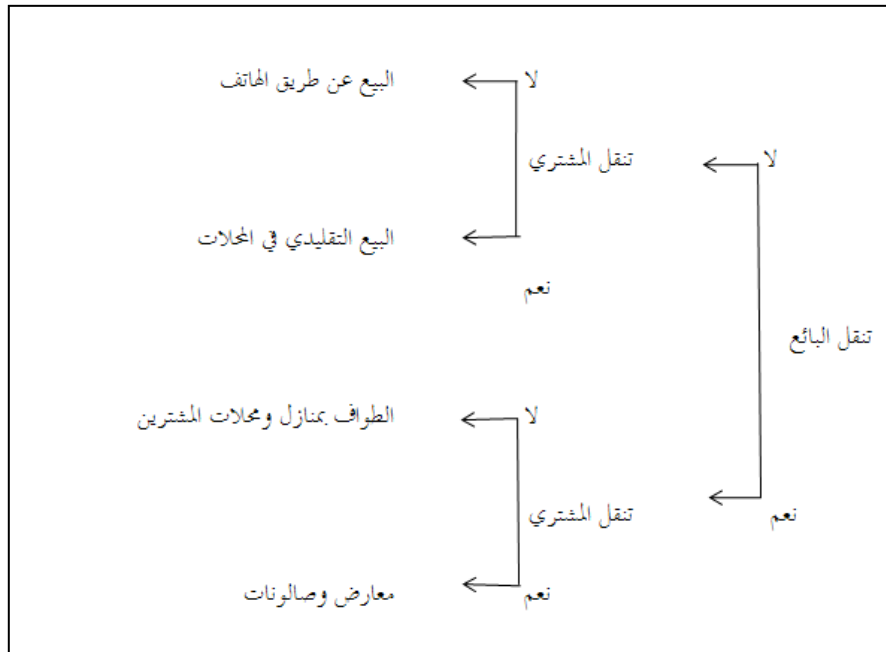 لا
البيع عن طريق الهاتف
لا
تنقل المشتري
البيع التقليدي في المحلات
نعم
تنقل البائع
لا
الطواف بمنازل ومحلات المشترين
نعم
تنقل المشتري
نعم
معارض وصالونات